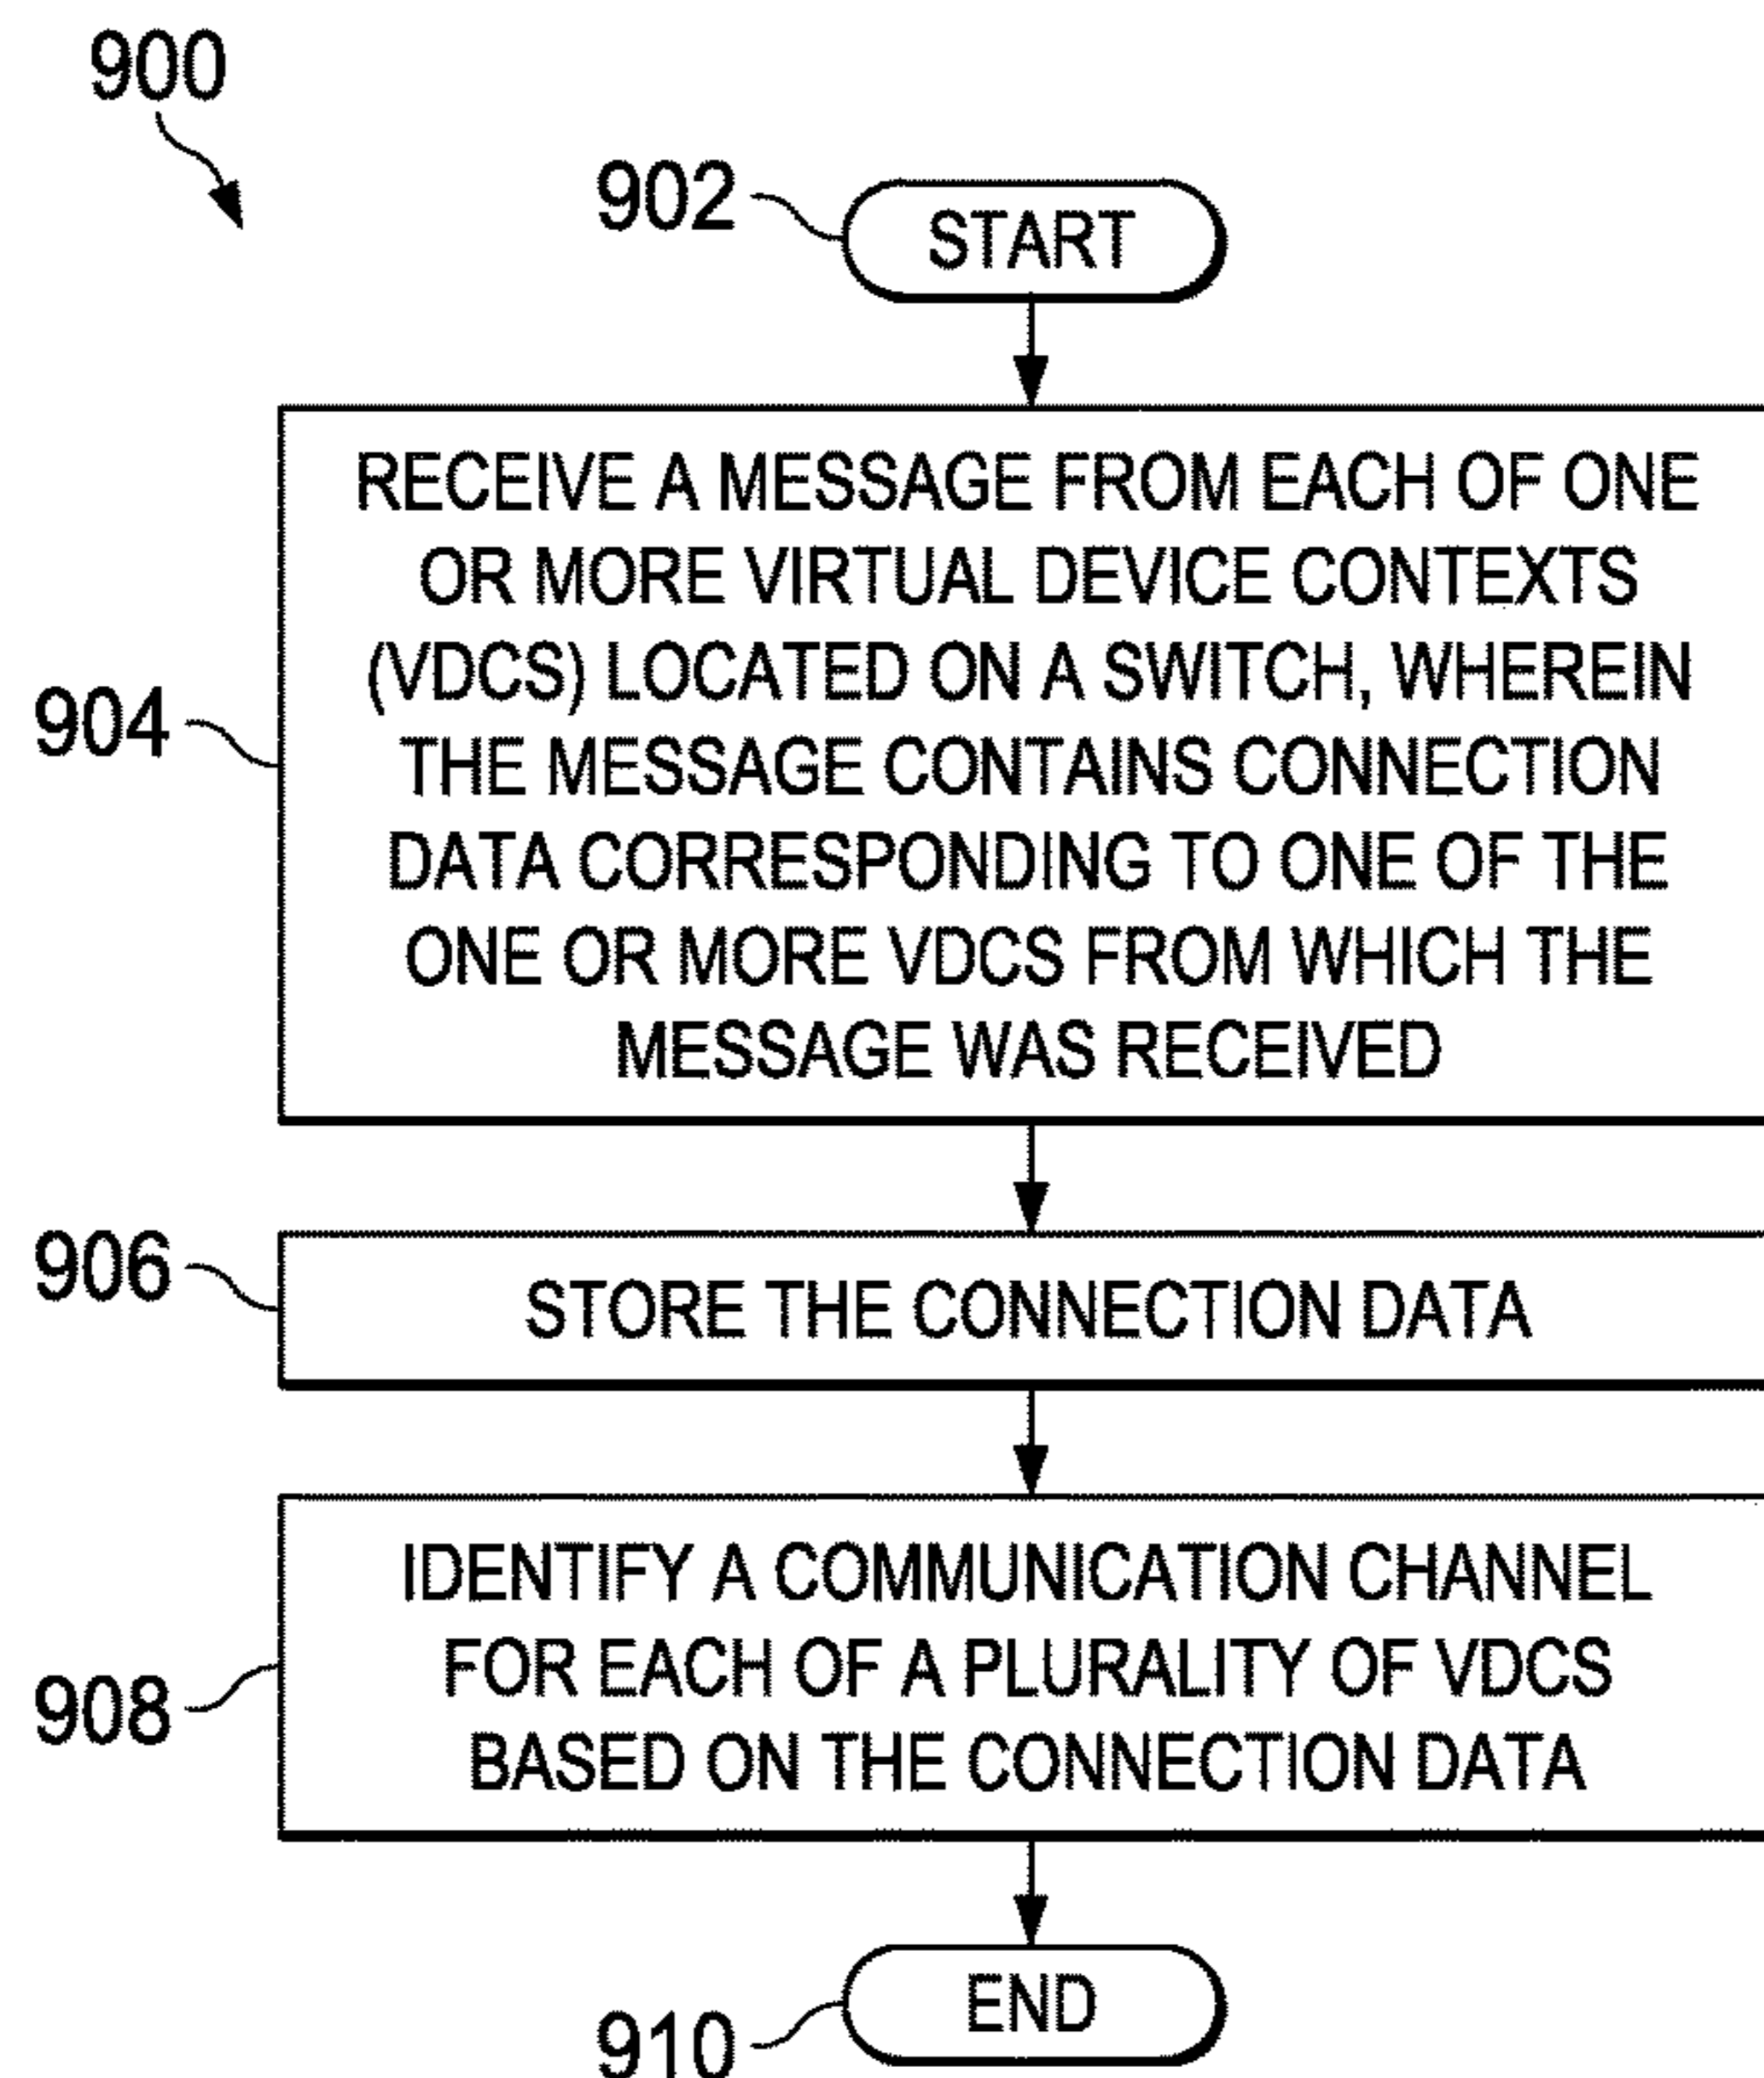 900
902
START
904
RECEIVE A MESSAGE FROM EACH OF ONE
OR MORE VIRTUAL DEVICE CONTEXTS
(VDCS) LOCATED ON A SWITCH, WHEREIN
THE MESSAGE CONTAINS CONNECTION
DATA CORRESPONDING TO ONE OF THE
ONE OR MORE VDCS FROM WHICH THE
MESSAGE WAS RECEIVED
906
STORE THE CONNECTION DATA
908
IDENTIFY A COMMUNICATION CHANNEL
FOR EACH OF A PLURALITY OF VDCS
BASED ON THE CONNECTION DATA
910
END